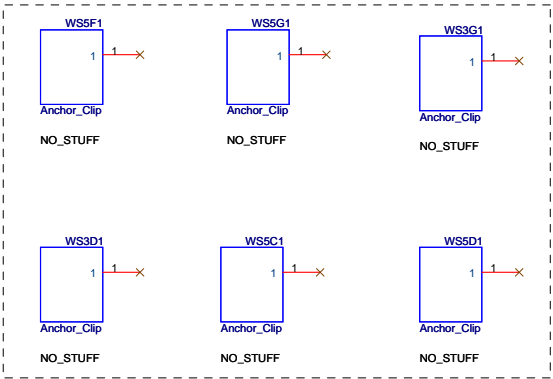 WS5F1
1 1
Anchor_Clip
NO_STUFF
WS5G1
1 1
Anchor_Clip
NO_STUFF
WS3G1
1 1
Anchor_Clip
NO_STUFF
WS3D1
1 1
Anchor_Clip
NO_STUFF
WS5C1
1 1
Anchor_Clip
NO_STUFF
WS5D1
1 1
Anchor_Clip
NO_STUFF